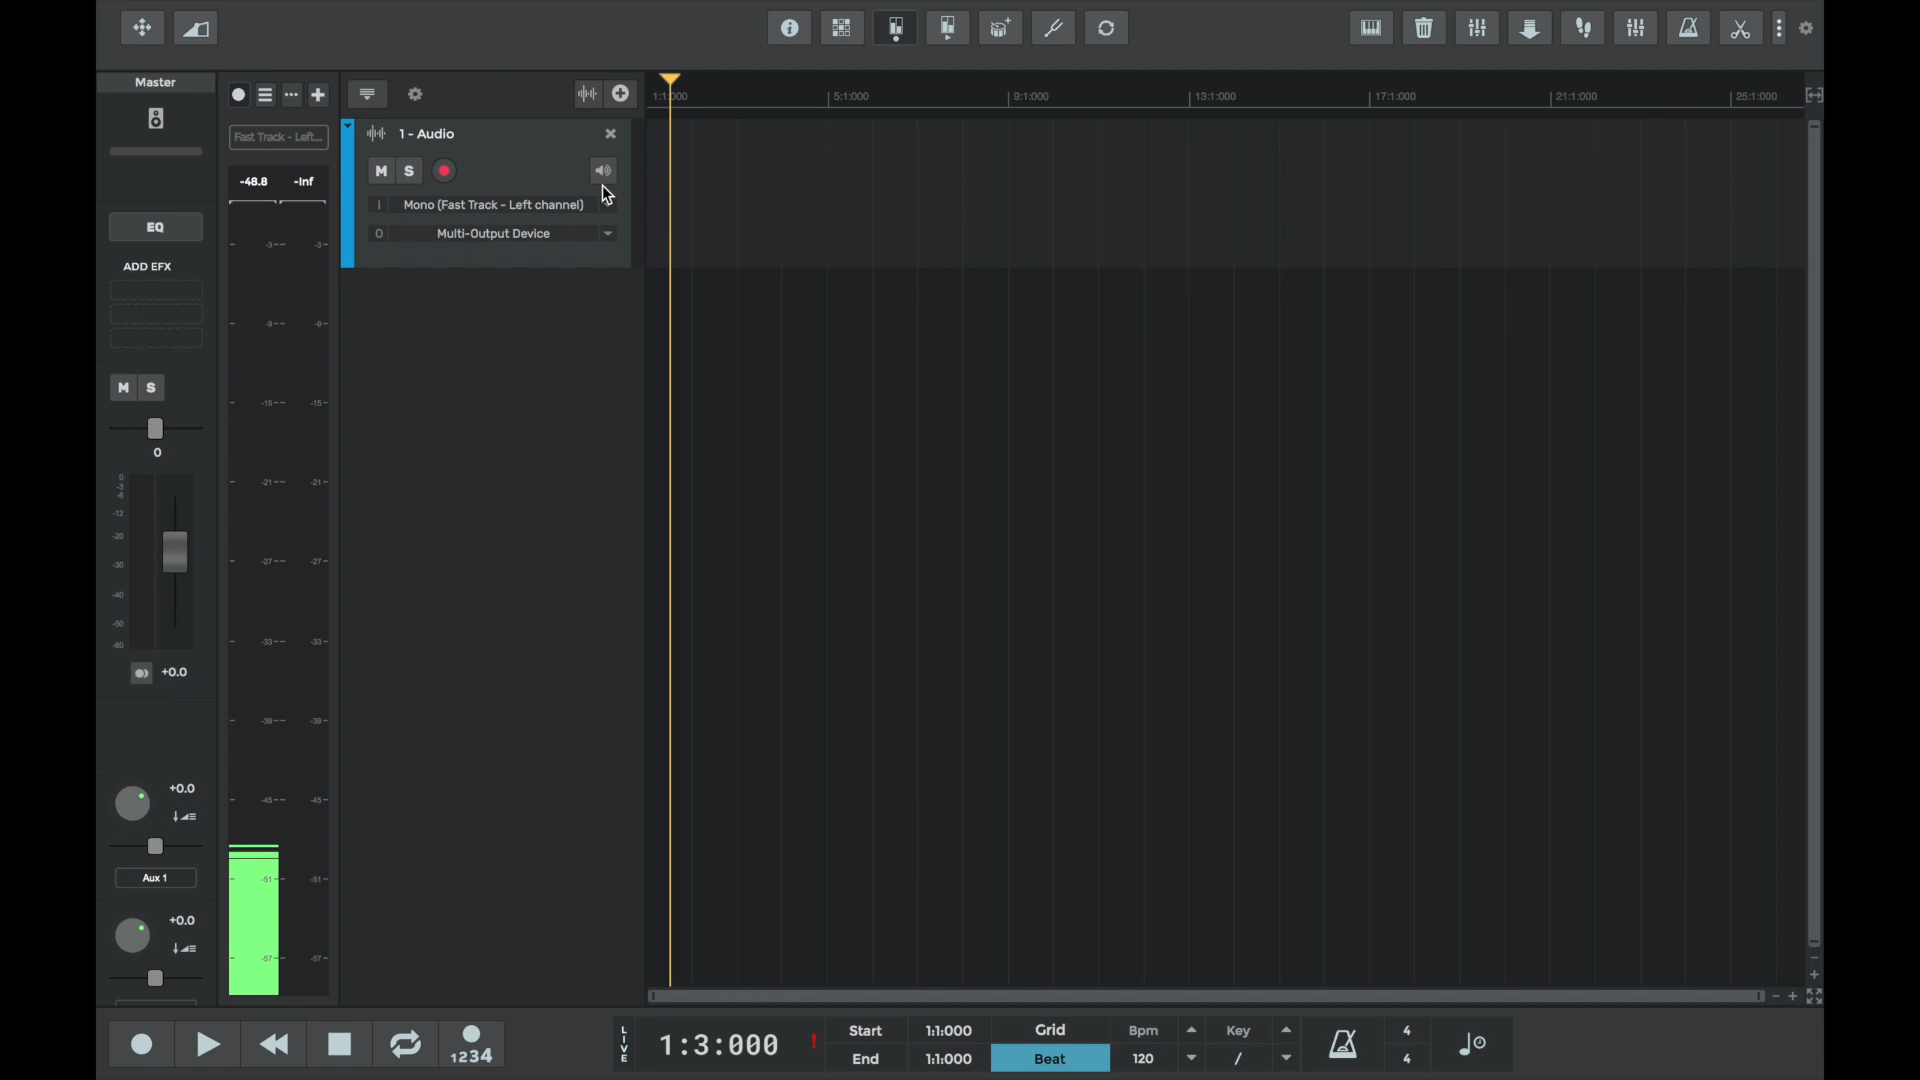 Master
EQ
ADD EFX
M S
0
0
-3
-6
-12
-20
-30
-40
-50
-60
+0.0
+0.0
Aux 1
+0.0
Fast Track - Left...
-48.8 -Inf
-3 -3
-9 -9
-15 -15
-21 -21
-27 -27
-33 -33
-39 -39
-45 -45
-51 -51
-57 -57
1 - Audio
M S
I Mono (Fast Track - Left channel)
O Multi-Output Device
1:1:000 5:1:000 9:1:000 13:1:000 17:1:000 21:1:000 25:1:000
1234
LIVE
1:3:000 !
Start 1:1:000
End 1:1:000
Grid
Beat
Bpm
120
Key
/
4
4